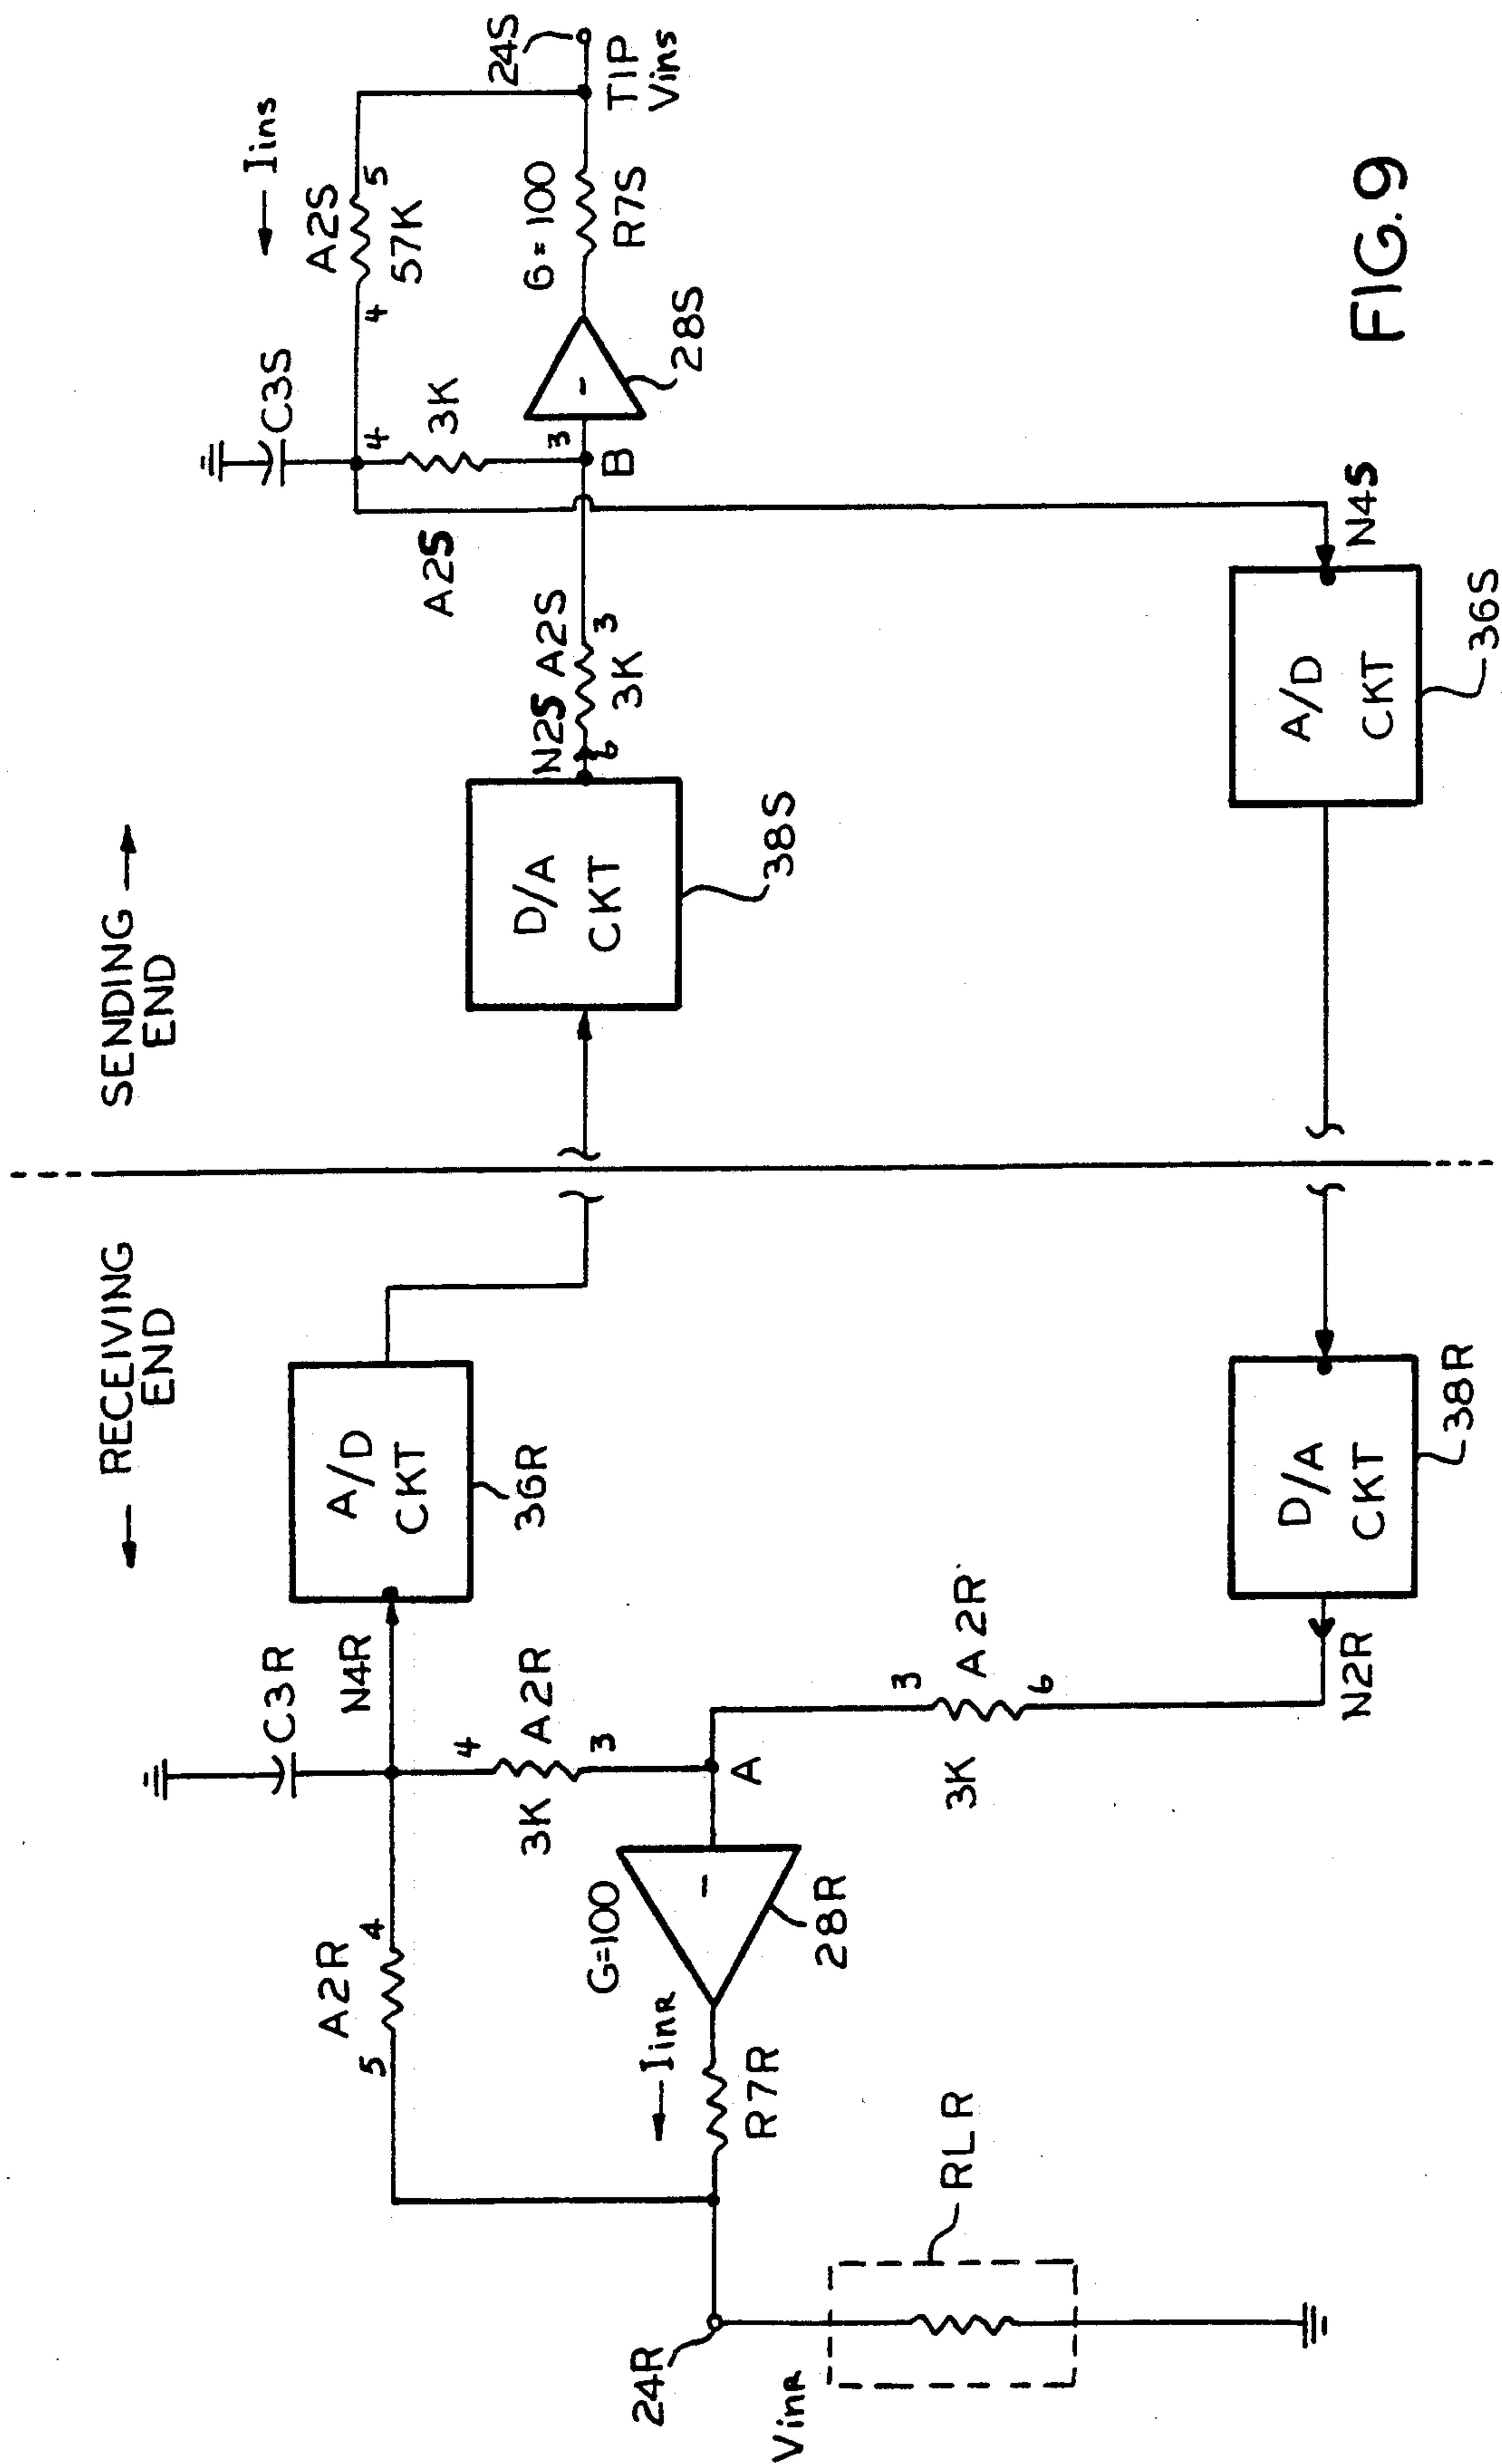 ← RECEIVING
END
SENDING →
END
C3R
N4R
A/D
CKT
36R
A2R
5
4
4
A2R
3K
3
G=100
A
28R
← IinR
R7R
24R
VinR
RLR
3
A2R
3K
6
N2R
D/A
CKT
38R
D/A
CKT
38S
N2S
A2S
6
3
3K
A2S
C3S
4
3K
3
B
28S
G=100
R7S
4
A2S
57K
5
← Iins
24S
TIP
Vins
N4S
A/D
CKT
36S
FIG. 9